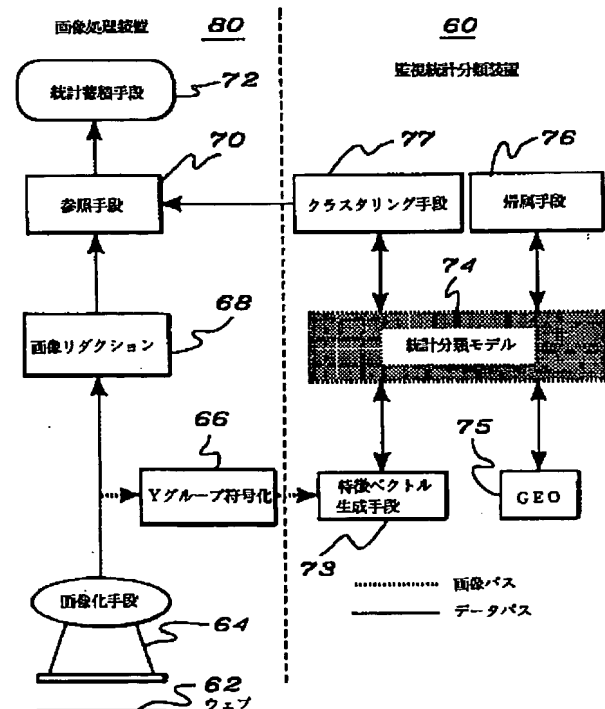 画像処理装置
80
60
監視統計分類装置
統計蓄積手段
72
70
参照手段
77
クラスタリング手段
76
帰属手段
74
統計分類モデル
画像リダクション
68
66
Yグループ符号化
特徴ベクトル
生成手段
73
75
GEO
画像パス
データパス
画像化手段
64
62
ウェブ